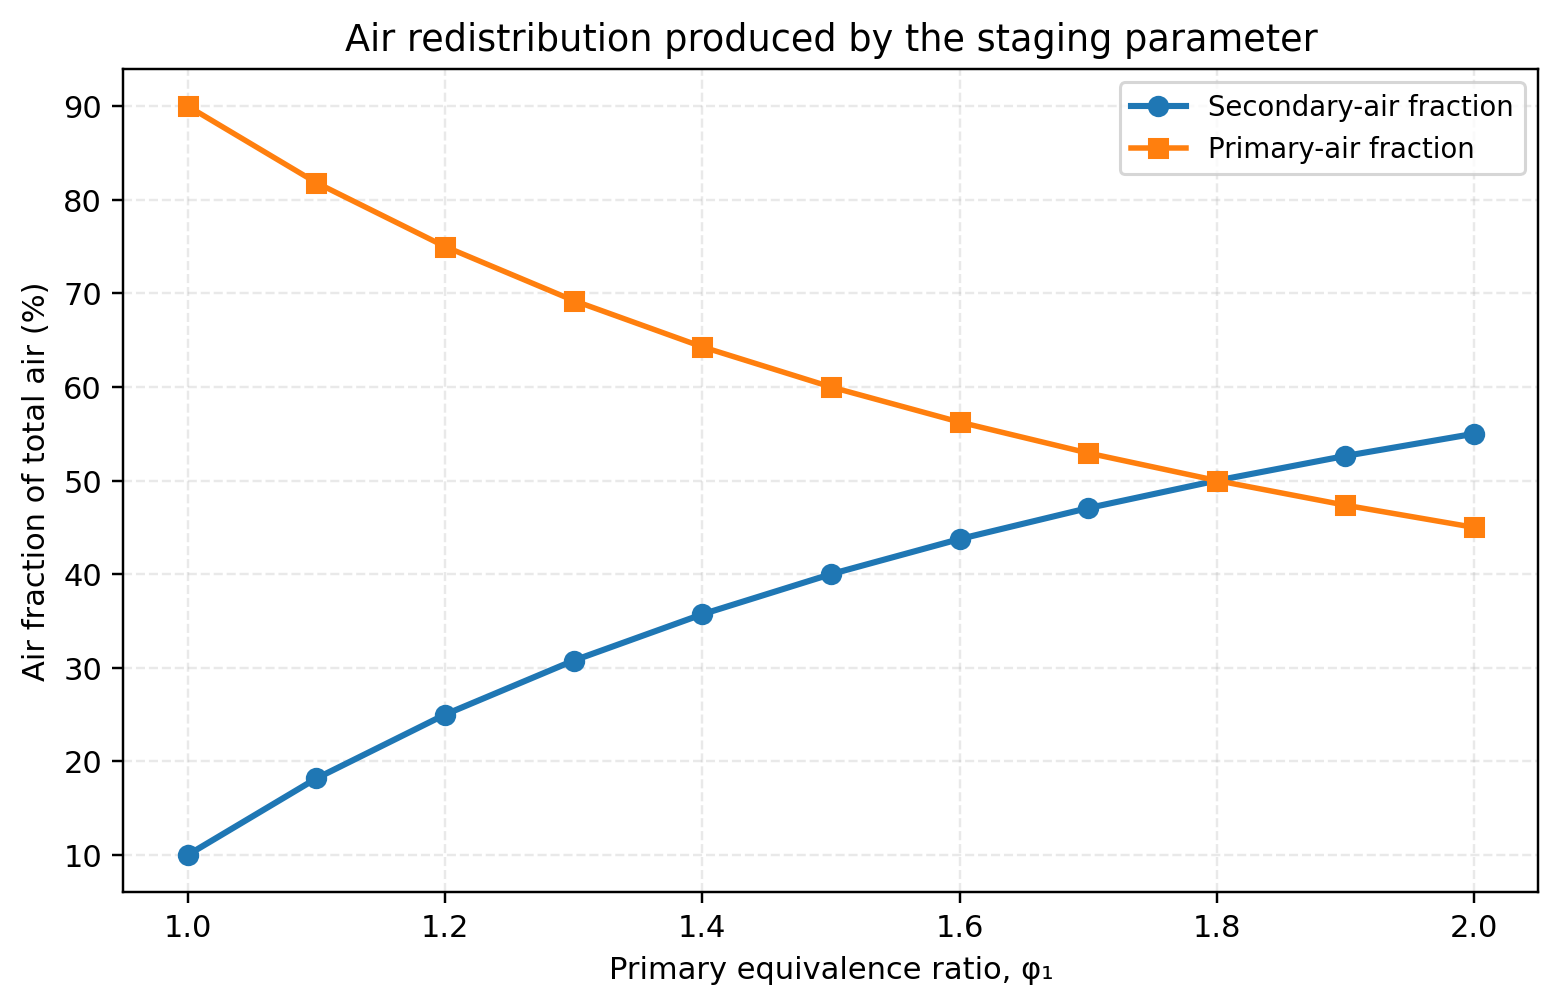 Air redistribution produced by the staging parameter
Secondary-air fraction
Primary-air fraction
Air fraction of total air (%)
90
80
70
60
50
40
30
20
10
1.0 1.2 1.4 1.6 1.8 2.0
Primary equivalence ratio, φ₁